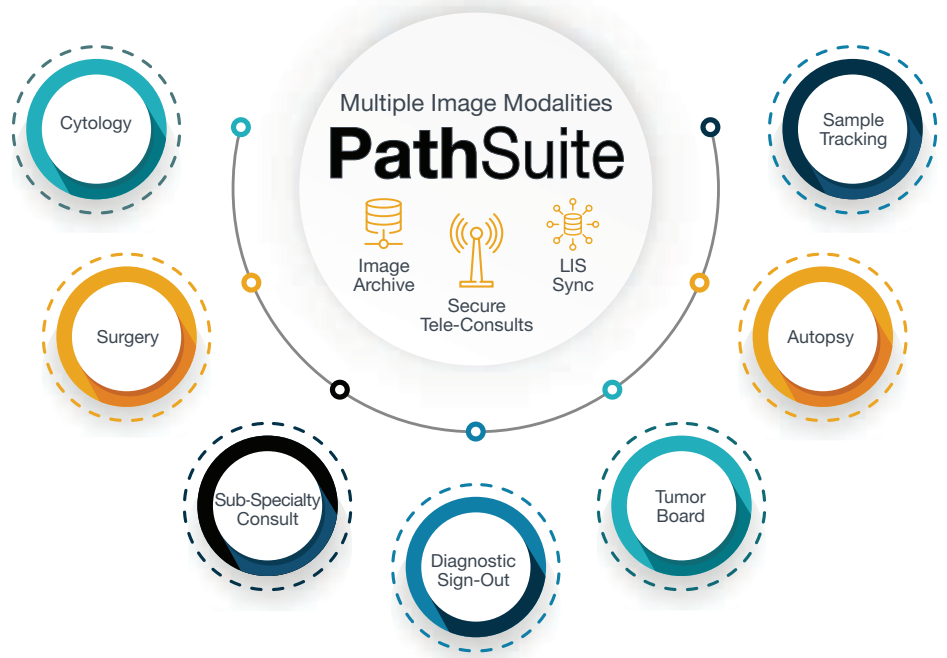 Multiple Image Modalities
PathSuite
Image
Archive
Secure
Tele-Consults
LIS
Sync
Cytology
Surgery
Sub-Specialty
Consult
Diagnostic
Sign-Out
Tumor
Board
Autopsy
Sample
Tracking